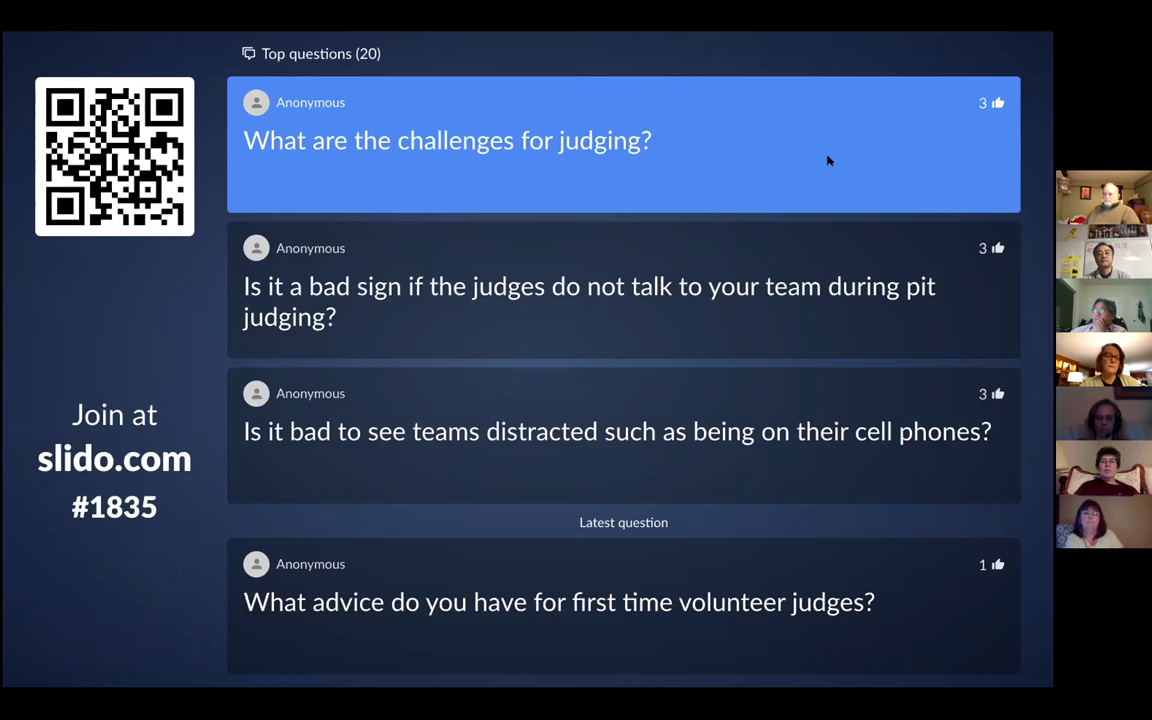 Top questions (20)
Anonymous
3
What are the challenges for judging?
Anonymous
3
Is it a bad sign if the judges do not talk to your team during pit
judging?
Anonymous
3
Is it bad to see teams distracted such as being on their cell phones?
Join at
slido.com
#1835
Latest question
Anonymous
1
What advice do you have for first time volunteer judges?